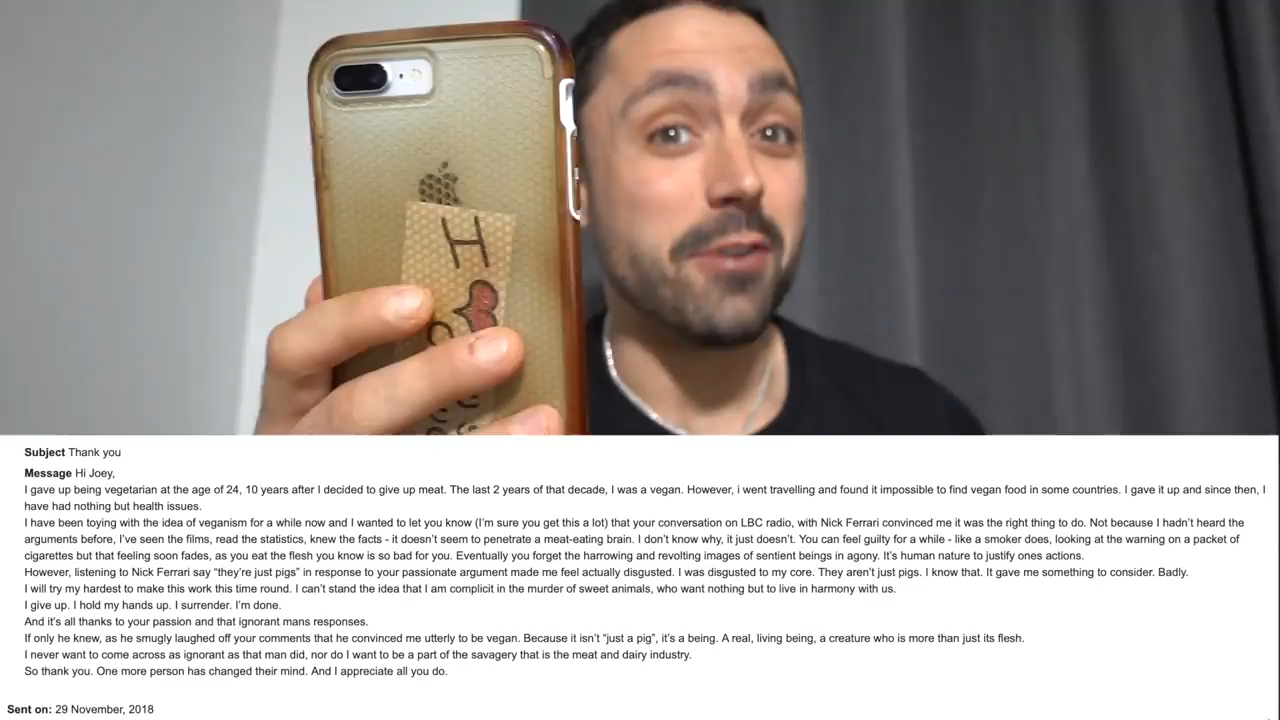 I
Subject Thank you
Message Hi Joey,
I gave up being vegetarian at the age of 24, 10 years after I decided to give up meat. The last 2 years of that decade, I was a vegan. However, i went travelling and found it impossible to find vegan food in some countries. I gave it up and since then, I
have had nothing but health issues.
I have been toying with the idea of veganism for a while now and I wanted to let you know (I'm sure you get this a lot) that your conversation on LBC radio, with Nick Ferrari convinced me it was the right thing to do. Not because I hadn't heard the
arguments before, I've seen the films, read the statistics, knew the facts - it doesn't seem to penetrate a meat-eating brain. I don't know why, it just doesn't. You can feel guilty for a while - like a smoker does, looking at the warning on a packet of
cigarettes but that feeling soon fades, as you eat the flesh you know is so bad for you. Eventually you forget the harrowing and revolting images of sentient beings in agony. It's human nature to justify ones actions.
However, listening to Nick Ferrari say “they're just pigs” in response to your passionate argument made me feel actually disgusted. I was disgusted to my core. They aren't just pigs. I know that. It gave me something to consider. Badly.
I will try my hardest to make this work this time round. I can't stand the idea that I am complicit in the murder of sweet animals, who want nothing but to live in harmony with us.
I give up. I hold my hands up. I surrender. I'm done.
And it's all thanks to your passion and that ignorant mans responses.
If only he knew, as he smugly laughed off your comments that he convinced me utterly to be vegan. Because it isn't “just a pig”, it's a being. A real, living being, a creature who is more than just its flesh.
I never want to come across as ignorant as that man did, nor do I want to be a part of the savagery that is the meat and dairy industry.
So thank you. One more person has changed their mind. And I appreciate all you do.
Sent on: 29 November, 2018